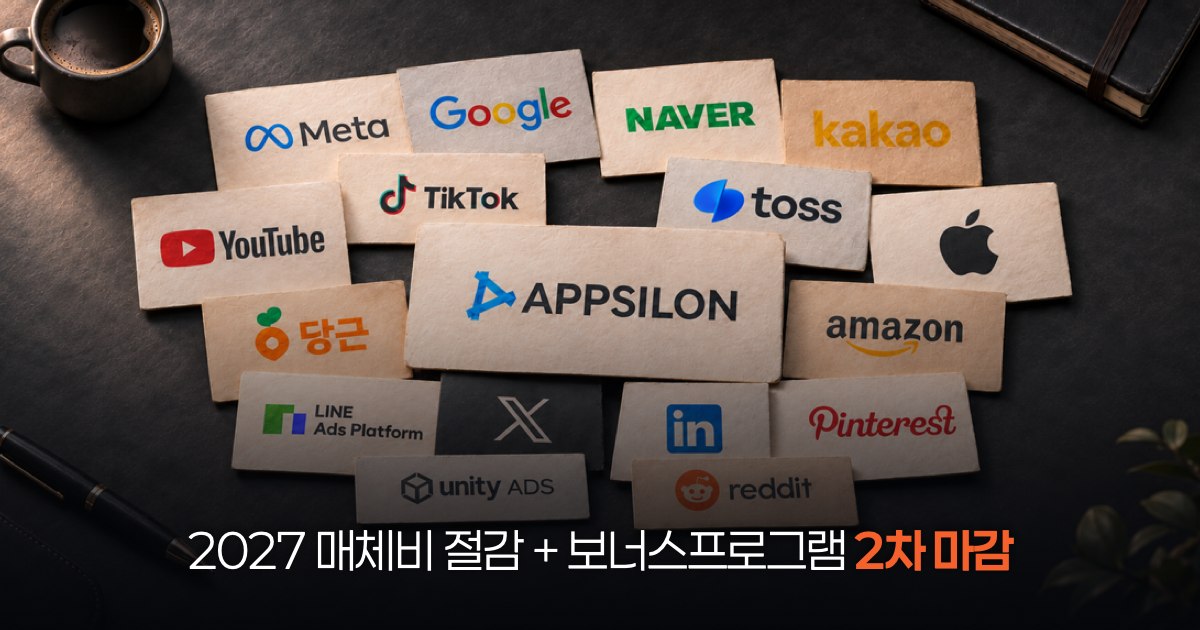 Meta
Google
NAVER
kakao
TikTok
toss
YouTube
APPSILON
당근
amazon
LINE
Ads Platform
X
in
Pinterest
unity ADS
reddit
2027 매체비 절감 + 보너스프로그램 2차 마감